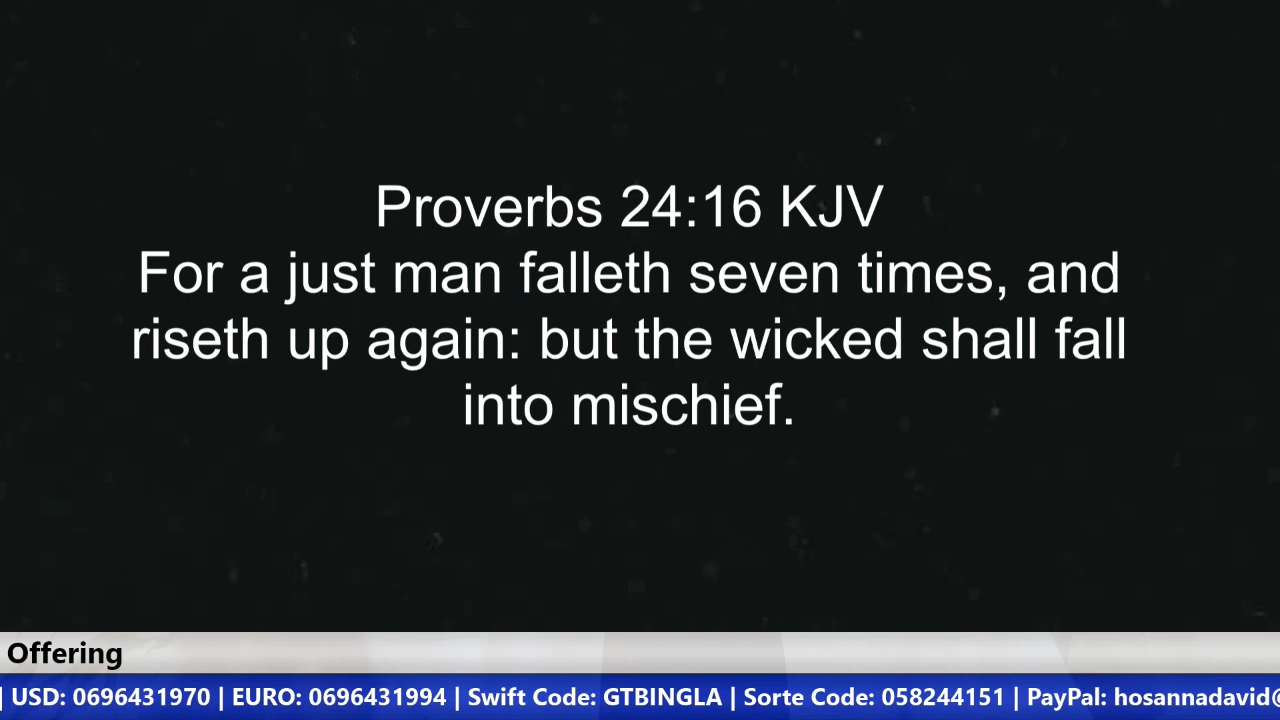 Proverbs 24:16 KJV
For a just man falleth seven times, and
riseth up again: but the wicked shall fall
into mischief.
Offering
| USD: 0696431970 | EURO: 0696431994 | Swift Code: GTBINGLA | Sorte Code: 058244151 | PayPal: hosannadavid@